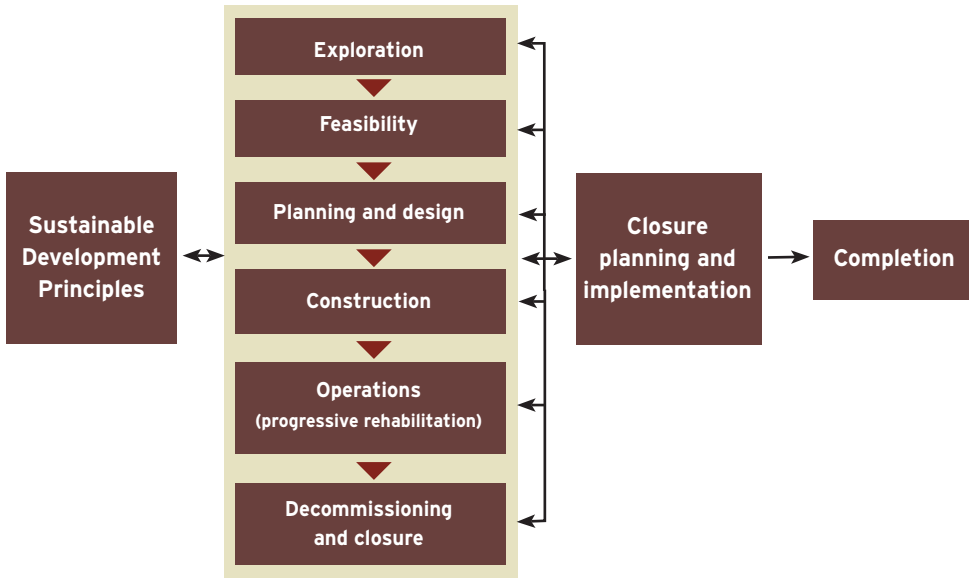 Sustainable
Development
Principles
Exploration
Feasibility
Planning and design
Construction
Operations
(progressive rehabilitation)
Decommissioning
and closure
Closure
planning and
implementation
Completion